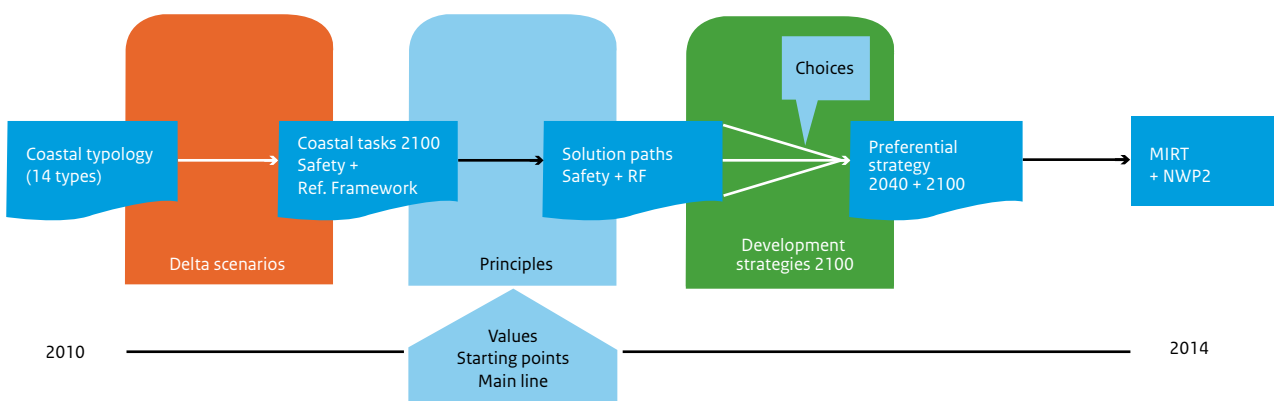 Coastal typology
(14 types)
Delta scenarios
Coastal tasks 2100
Safety +
Ref. Framework
Principles
Values
Starting points
Main line
Solution paths
Safety + RF
Choices
Development
strategies 2100
Preferential
strategy
2040 + 2100
MIRT
+ NWP2
2010
2014